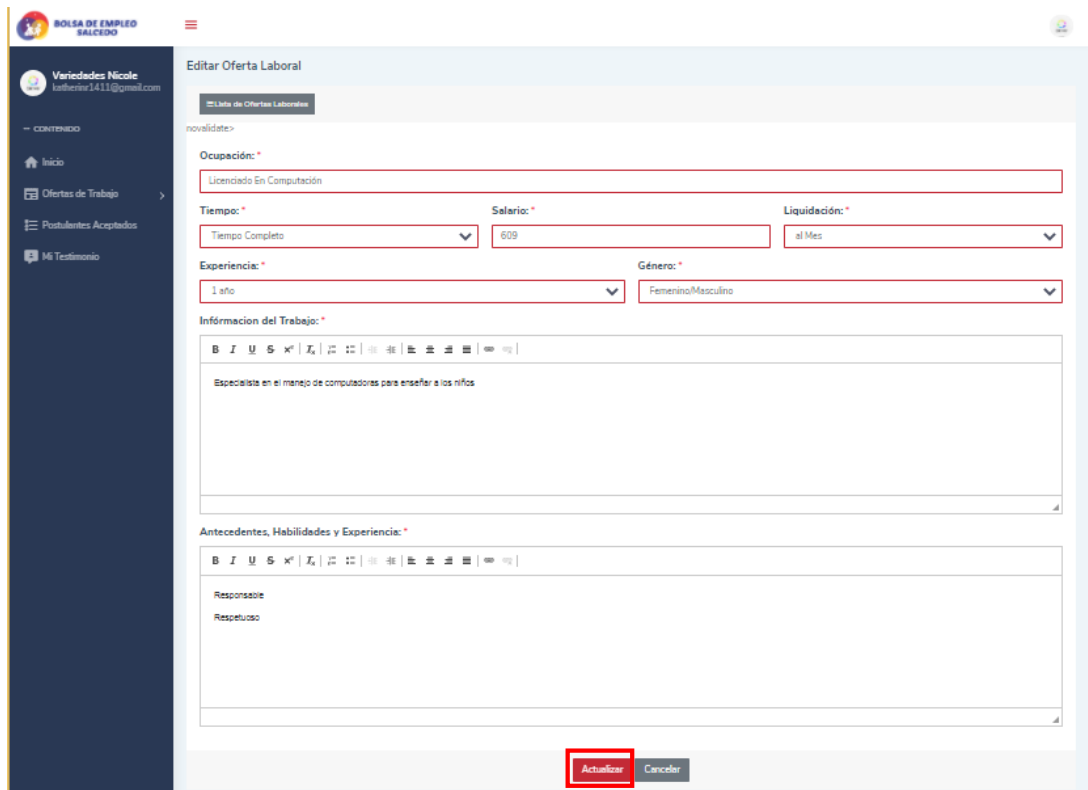 BOLSA DE EMPLEO
SALCEDO
Variedades Nicole
katherinr1411@gmail.com
Editar Oferta Laboral
Lista de Ofertas Laborales
— CONTENIDO
novalidate>
Inicio
Ofertas de Trabajo
Postulantes Aceptados
Mi Testimonio
Ocupación: *
Licenciado En Computación
Tiempo: * Salario: * Liquidación: *
Tiempo Completo 609 al Mes
Experiencia: * Género: *
1 año Femenino/Masculino
Infórmacion del Trabajo: *
B I U S x Ix
Especialista en el manejo de computadoras para enseñar a los niños
Antecedentes, Habilidades y Experiencia: *
B I U S x Ix
Responsable
Respetuoso
Actualizar Cancelar